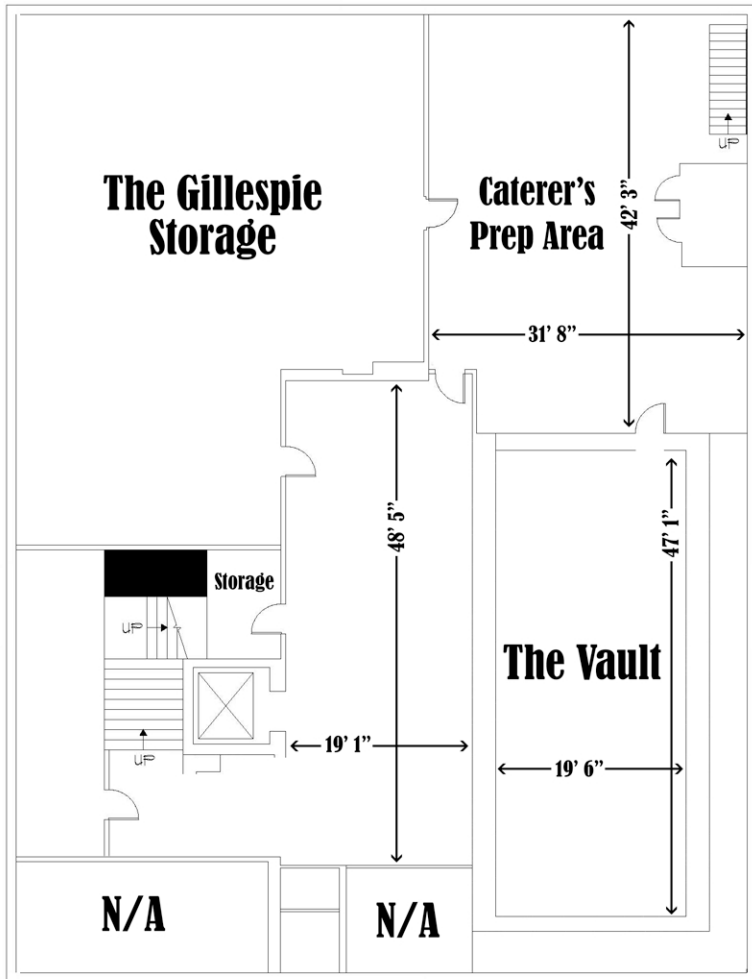 UP
The Gillespie
Storage
Caterer’s
Prep Area
42’ 3”
31’ 8”
48’ 5”
47’ 1”
Storage
UP
The Vault
UP
19’ 1”
19’ 6”
N/A
N/A